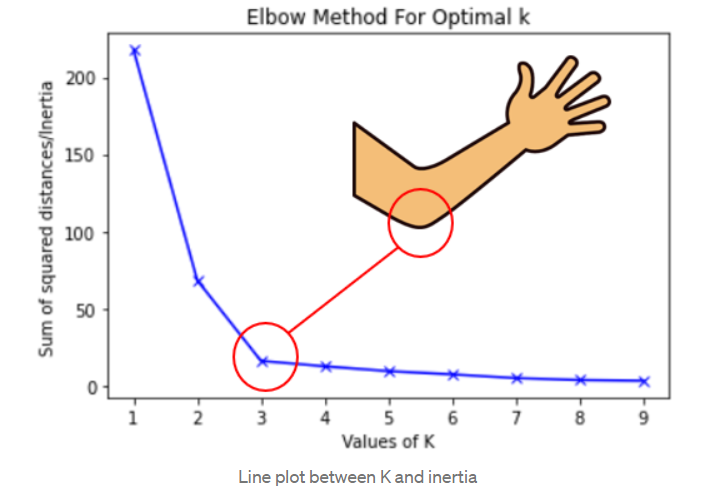 Elbow Method For Optimal k
Sum of squared distances/Inertia
200
150
100
50
0
1 2 3 4 5 6 7 8 9
Values of K
Line plot between K and inertia